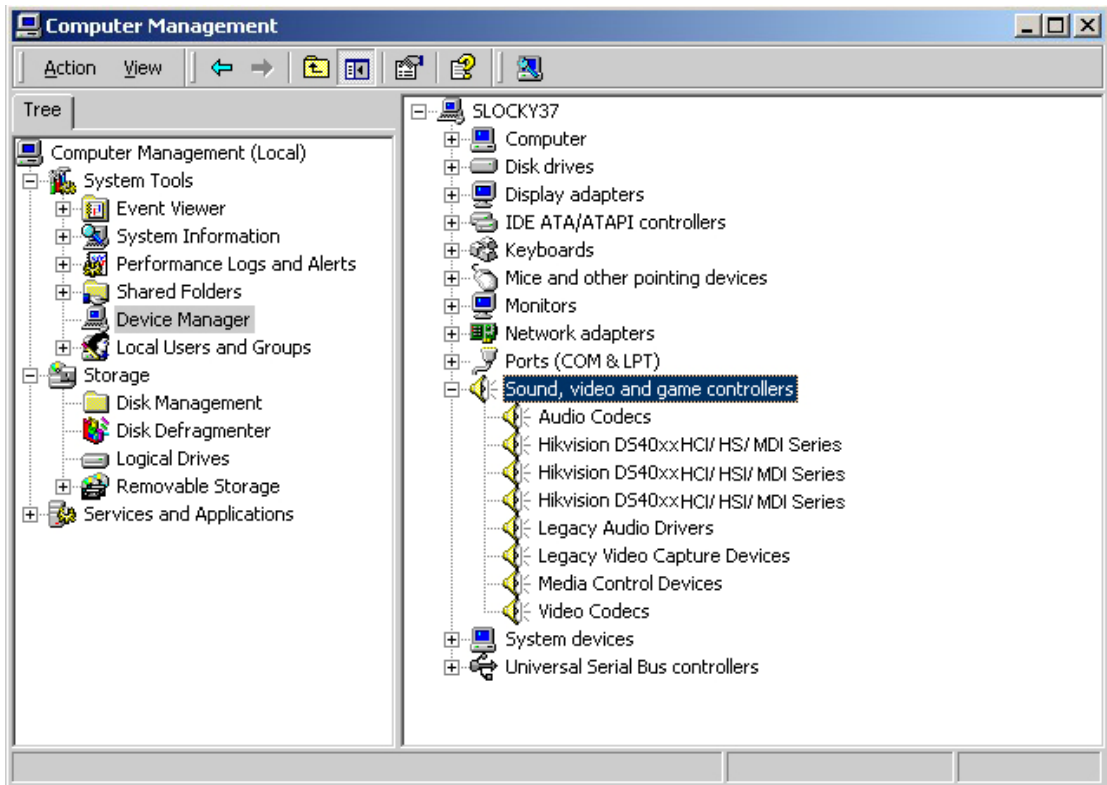 Computer Management
Action View
Tree
Computer Management (Local)
System Tools
Event Viewer
System Information
Performance Logs and Alerts
Shared Folders
Device Manager
Local Users and Groups
Storage
Disk Management
Disk Defragmenter
Logical Drives
Removable Storage
Services and Applications
SLOCKY37
Computer
Disk drives
Display adapters
IDE ATA/ATAPI controllers
Keyboards
Mice and other pointing devices
Monitors
Network adapters
Ports (COM & LPT)
Sound, video and game controllers
Audio Codecs
Hikvision DS40xxHCI/ HS/ MDI Series
Hikvision DS40xxHCI/ HSI/ MDI Series
Hikvision DS40xxHCI/ HSI/ MDI Series
Legacy Audio Drivers
Legacy Video Capture Devices
Media Control Devices
Video Codecs
System devices
Universal Serial Bus controllers